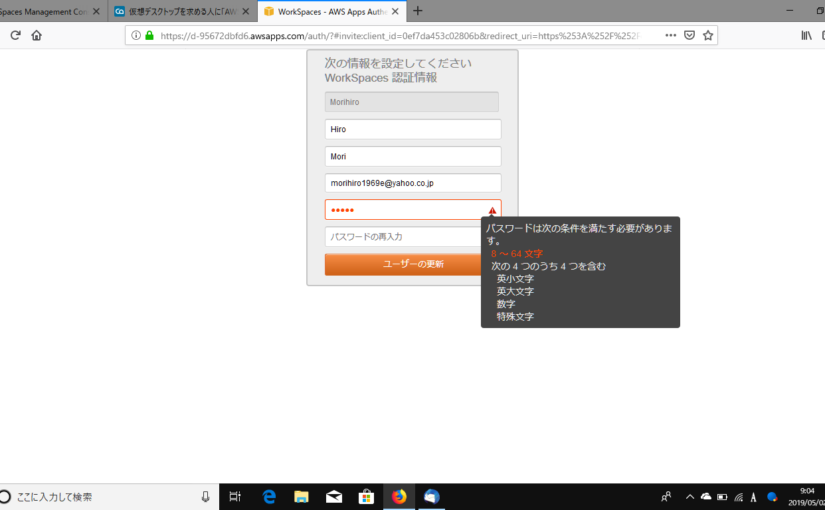 Spaces Management Con
仮想デスクトップを求める人に「AW
WorkSpaces - AWS Apps Authe
https://d-95672dbfd6.awsapps.com/auth/?#invite:client_id=0ef7da453c02806b&redirect_uri=https%253A%252F%252F
次の情報を設定してください
WorkSpaces 認証情報
Morihiro
Hiro
Mori
morihiro1969e@yahoo.co.jp
パスワードの再入力
ユーザーの更新
パスワードは次の条件を満たす必要がありま
す。
8 ～ 64 文字
次の 4 つのうち 4 つを含む
英小文字
英大文字
数字
特殊文字
ここに入力して検索
A
9:04
2019/05/02